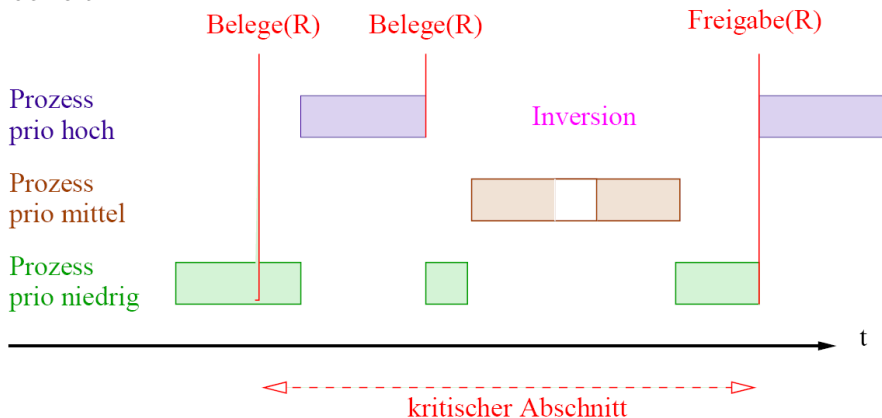 Belege(R) Belege(R) Freigabe(R)
Prozess
prio hoch
Inversion
Prozess
prio mittel
Prozess
prio niedrig
t
kritischer Abschnitt